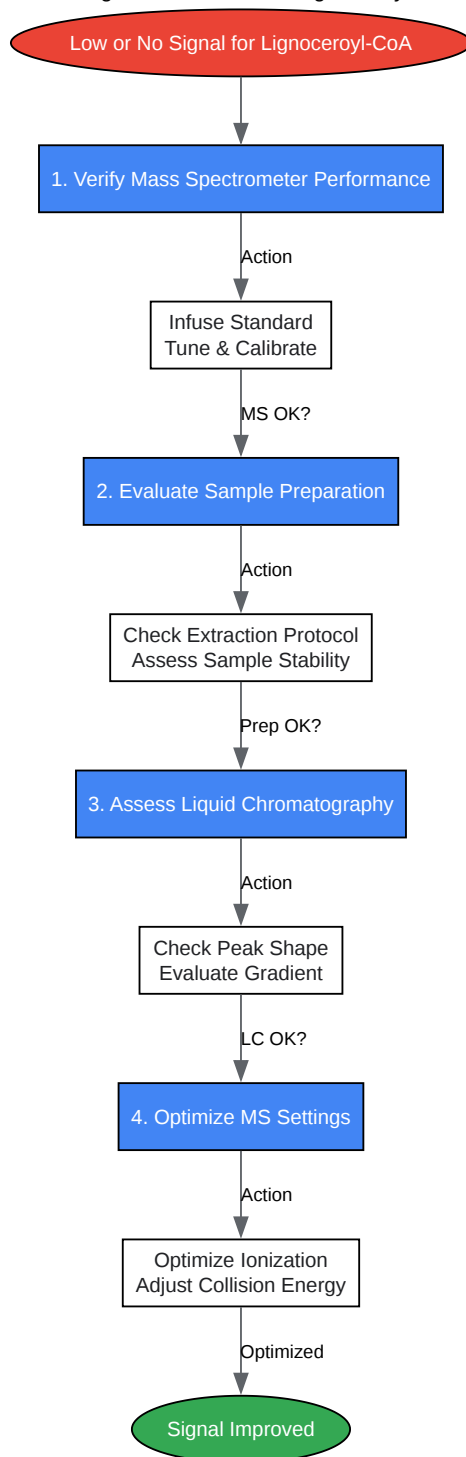 Low or No Signal for Lignoceroyl-CoA
1. Verify Mass Spectrometer Performance
Action
Infuse Standard
Tune & Calibrate
MS OK?
2. Evaluate Sample Preparation
Action
Check Extraction Protocol
Assess Sample Stability
Prep OK?
3. Assess Liquid Chromatography
Action
Check Peak Shape
Evaluate Gradient
LC OK?
4. Optimize MS Settings
Action
Optimize Ionization
Adjust Collision Energy
Optimized
Signal Improved